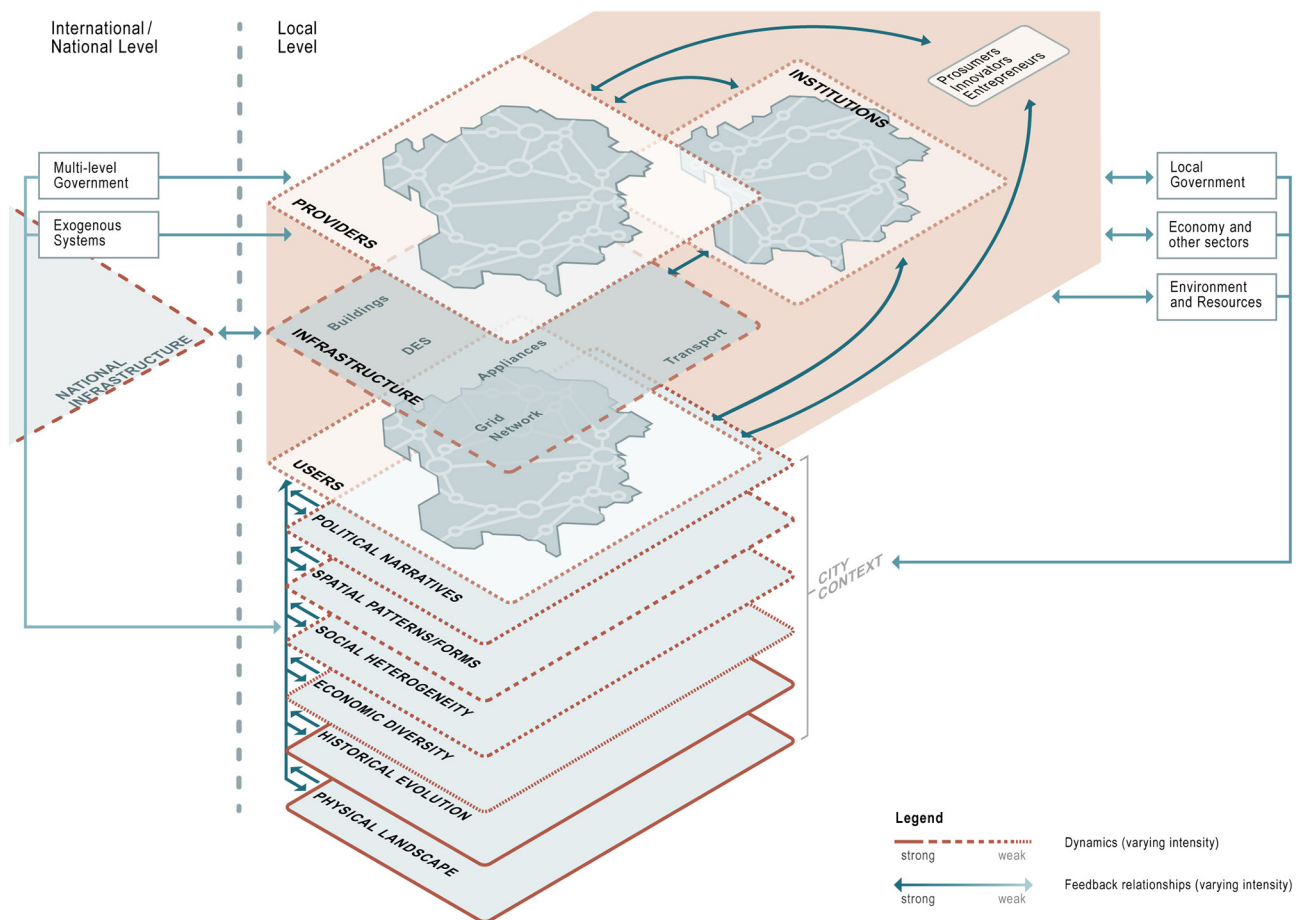 International /
National Level
Local
Level
Prosumers
Innovators
Entrepreneurs
INSTITUTIONS
Multi-level
Government
Exogenous
Systems
PROVIDERS
Local
Government
Economy and
other sectors
Environment
and Resources
Buildings
DES
Appliances
Transport
INFRASTRUCTURE
NATIONAL
INFRASTRUCTURE
Grid
Network
USERS
POLITICAL NARRATIVES
SPATIAL PATTERNS/FORMS
SOCIAL HETEROGENEITY
ECONOMIC DIVERSITY
HISTORICAL EVOLUTION
PHYSICAL LANDSCAPE
CITY
CONTEXT
Legend
strong
weak
Dynamics (varying intensity)
strong
weak
Feedback relationships (varying intensity)